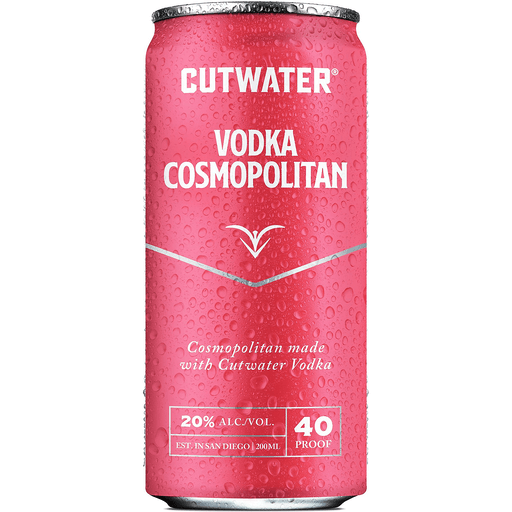 CUTWATER®
VODKA
COSMOPOLITAN
Cosmopolitan made
with Cutwater Vodka
20% ALC./VOL.
EST. IN SAN DIEGO | 200ML
40
PROOF